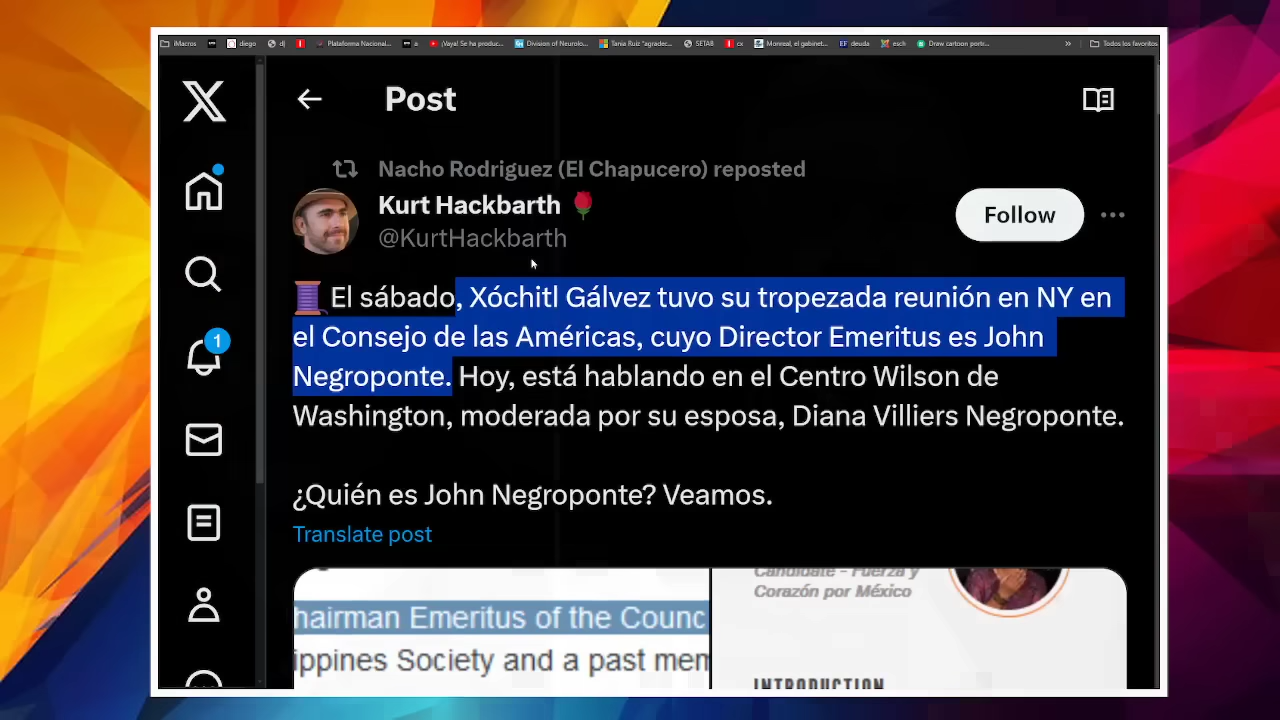 iMacros
diego
dj
Plataforma Nacional...
a
¡Vaya! Se ha produc...
Division of Neurolo...
Tania Ruiz "agradec...
SETAB
cx
Monreal, el gabinet...
deuda
esch
Draw cartoon portr...
»
Todos los favoritos
Post
Nacho Rodriguez (El Chapucero) reposted
Kurt Hackbarth 🌹
@KurtHackbarth
Follow
1
🧵 El sábado, Xóchitl Gálvez tuvo su tropezada reunión en NY en
el Consejo de las Américas, cuyo Director Emeritus es John
Negroponte. Hoy, está hablando en el Centro Wilson de
Washington, moderada por su esposa, Diana Villiers Negroponte.
¿Quién es John Negroponte? Veamos.
Translate post
Candidate - Fuerza y
Corazón por México
hairman Emeritus of the Counc
ippines Society and a past mem
INTRODUCTION